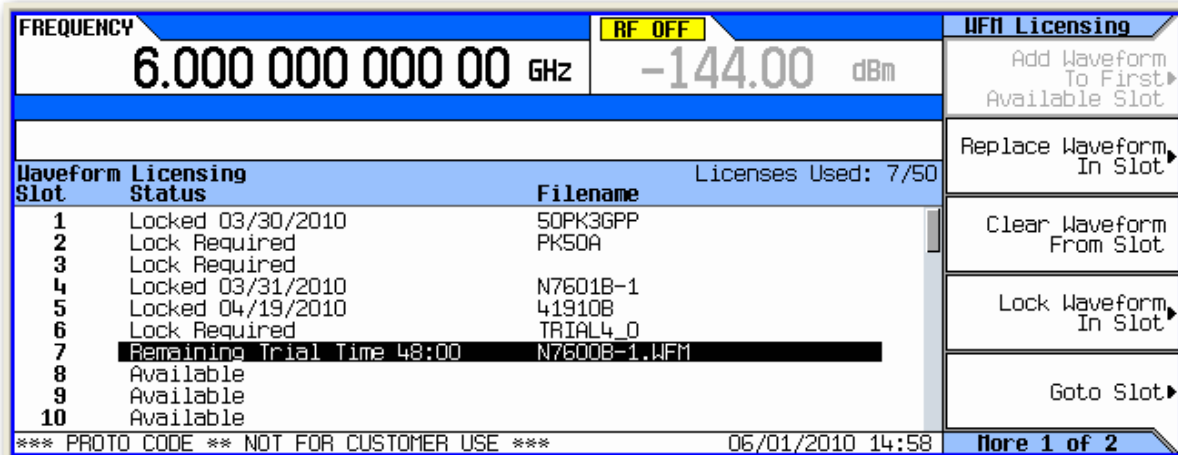 FREQUENCY
6.000 000 000 00 GHz
RF OFF
-144.00 dBm
Waveform Licensing
Licenses Used: 7/50
Slot Status Filename
1 Locked 03/30/2010 50PK3GPP
2 Lock Required PK50A
3 Lock Required
4 Locked 03/31/2010 N7601B-1
5 Locked 04/19/2010 41910B
6 Lock Required TRIAL4_0
7 Remaining Trial Time 48:00 N7600B-1.WFM
8 Available
9 Available
10 Available
*** PROTO CODE ** NOT FOR CUSTOMER USE ***
06/01/2010 14:58
WFM Licensing
Add Waveform
To First
Available Slot
Replace Waveform
In Slot
Clear Waveform
From Slot
Lock Waveform
In Slot
Goto Slot
More 1 of 2